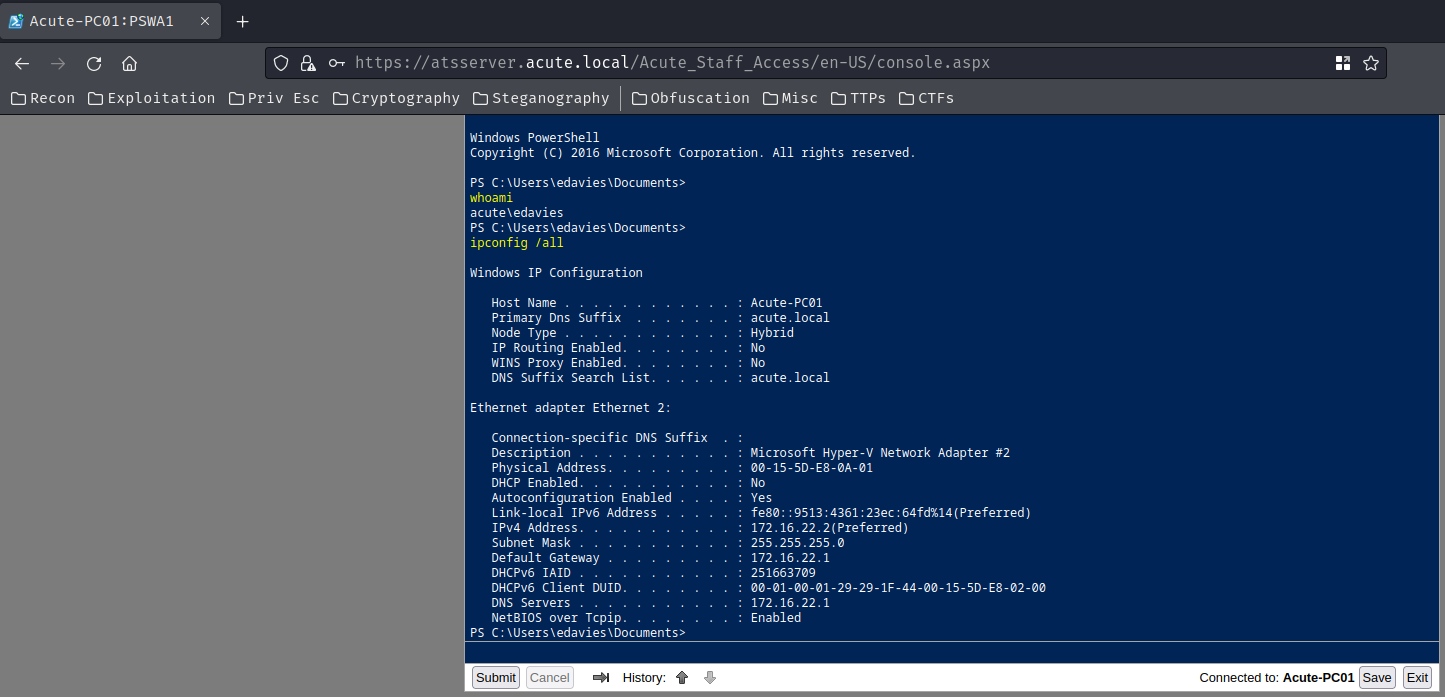 Acute-PC01:PSWA1
https://atsserver.acute.local/Acute_Staff_Access/en-US/console.aspx
Recon Exploitation Priv Esc Cryptography Steganography Obfuscation Misc TTPs CTFs
Windows PowerShell
Copyright (C) 2016 Microsoft Corporation. All rights reserved.
PS C:\Users\edavies\Documents>
whoami
acute\edavies
PS C:\Users\edavies\Documents>
ipconfig /all
Windows IP Configuration
Host Name . . . . . . . . . . . . : Acute-PC01
Primary Dns Suffix  . . . . . . . : acute.local
Node Type . . . . . . . . . . . . : Hybrid
IP Routing Enabled. . . . . . . . : No
WINS Proxy Enabled. . . . . . . . : No
DNS Suffix Search List. . . . . . : acute.local
Ethernet adapter Ethernet 2:
Connection-specific DNS Suffix  . :
Description . . . . . . . . . . . : Microsoft Hyper-V Network Adapter #2
Physical Address. . . . . . . . . : 00-15-5D-E8-0A-01
DHCP Enabled. . . . . . . . . . . : No
Autoconfiguration Enabled . . . . : Yes
Link-local IPv6 Address . . . . . : fe80::9513:4361:23ec:64fd%14(Preferred)
IPv4 Address. . . . . . . . . . . : 172.16.22.2(Preferred)
Subnet Mask . . . . . . . . . . . : 255.255.255.0
Default Gateway . . . . . . . . . : 172.16.22.1
DHCPv6 IAID . . . . . . . . . . . : 251663709
DHCPv6 Client DUID. . . . . . . . : 00-01-00-01-29-29-1F-44-00-15-5D-E8-02-00
DNS Servers . . . . . . . . . . . : 172.16.22.1
NetBIOS over Tcpip. . . . . . . . : Enabled
PS C:\Users\edavies\Documents>
Submit Cancel History: Connected to: Acute-PC01 Save Exit